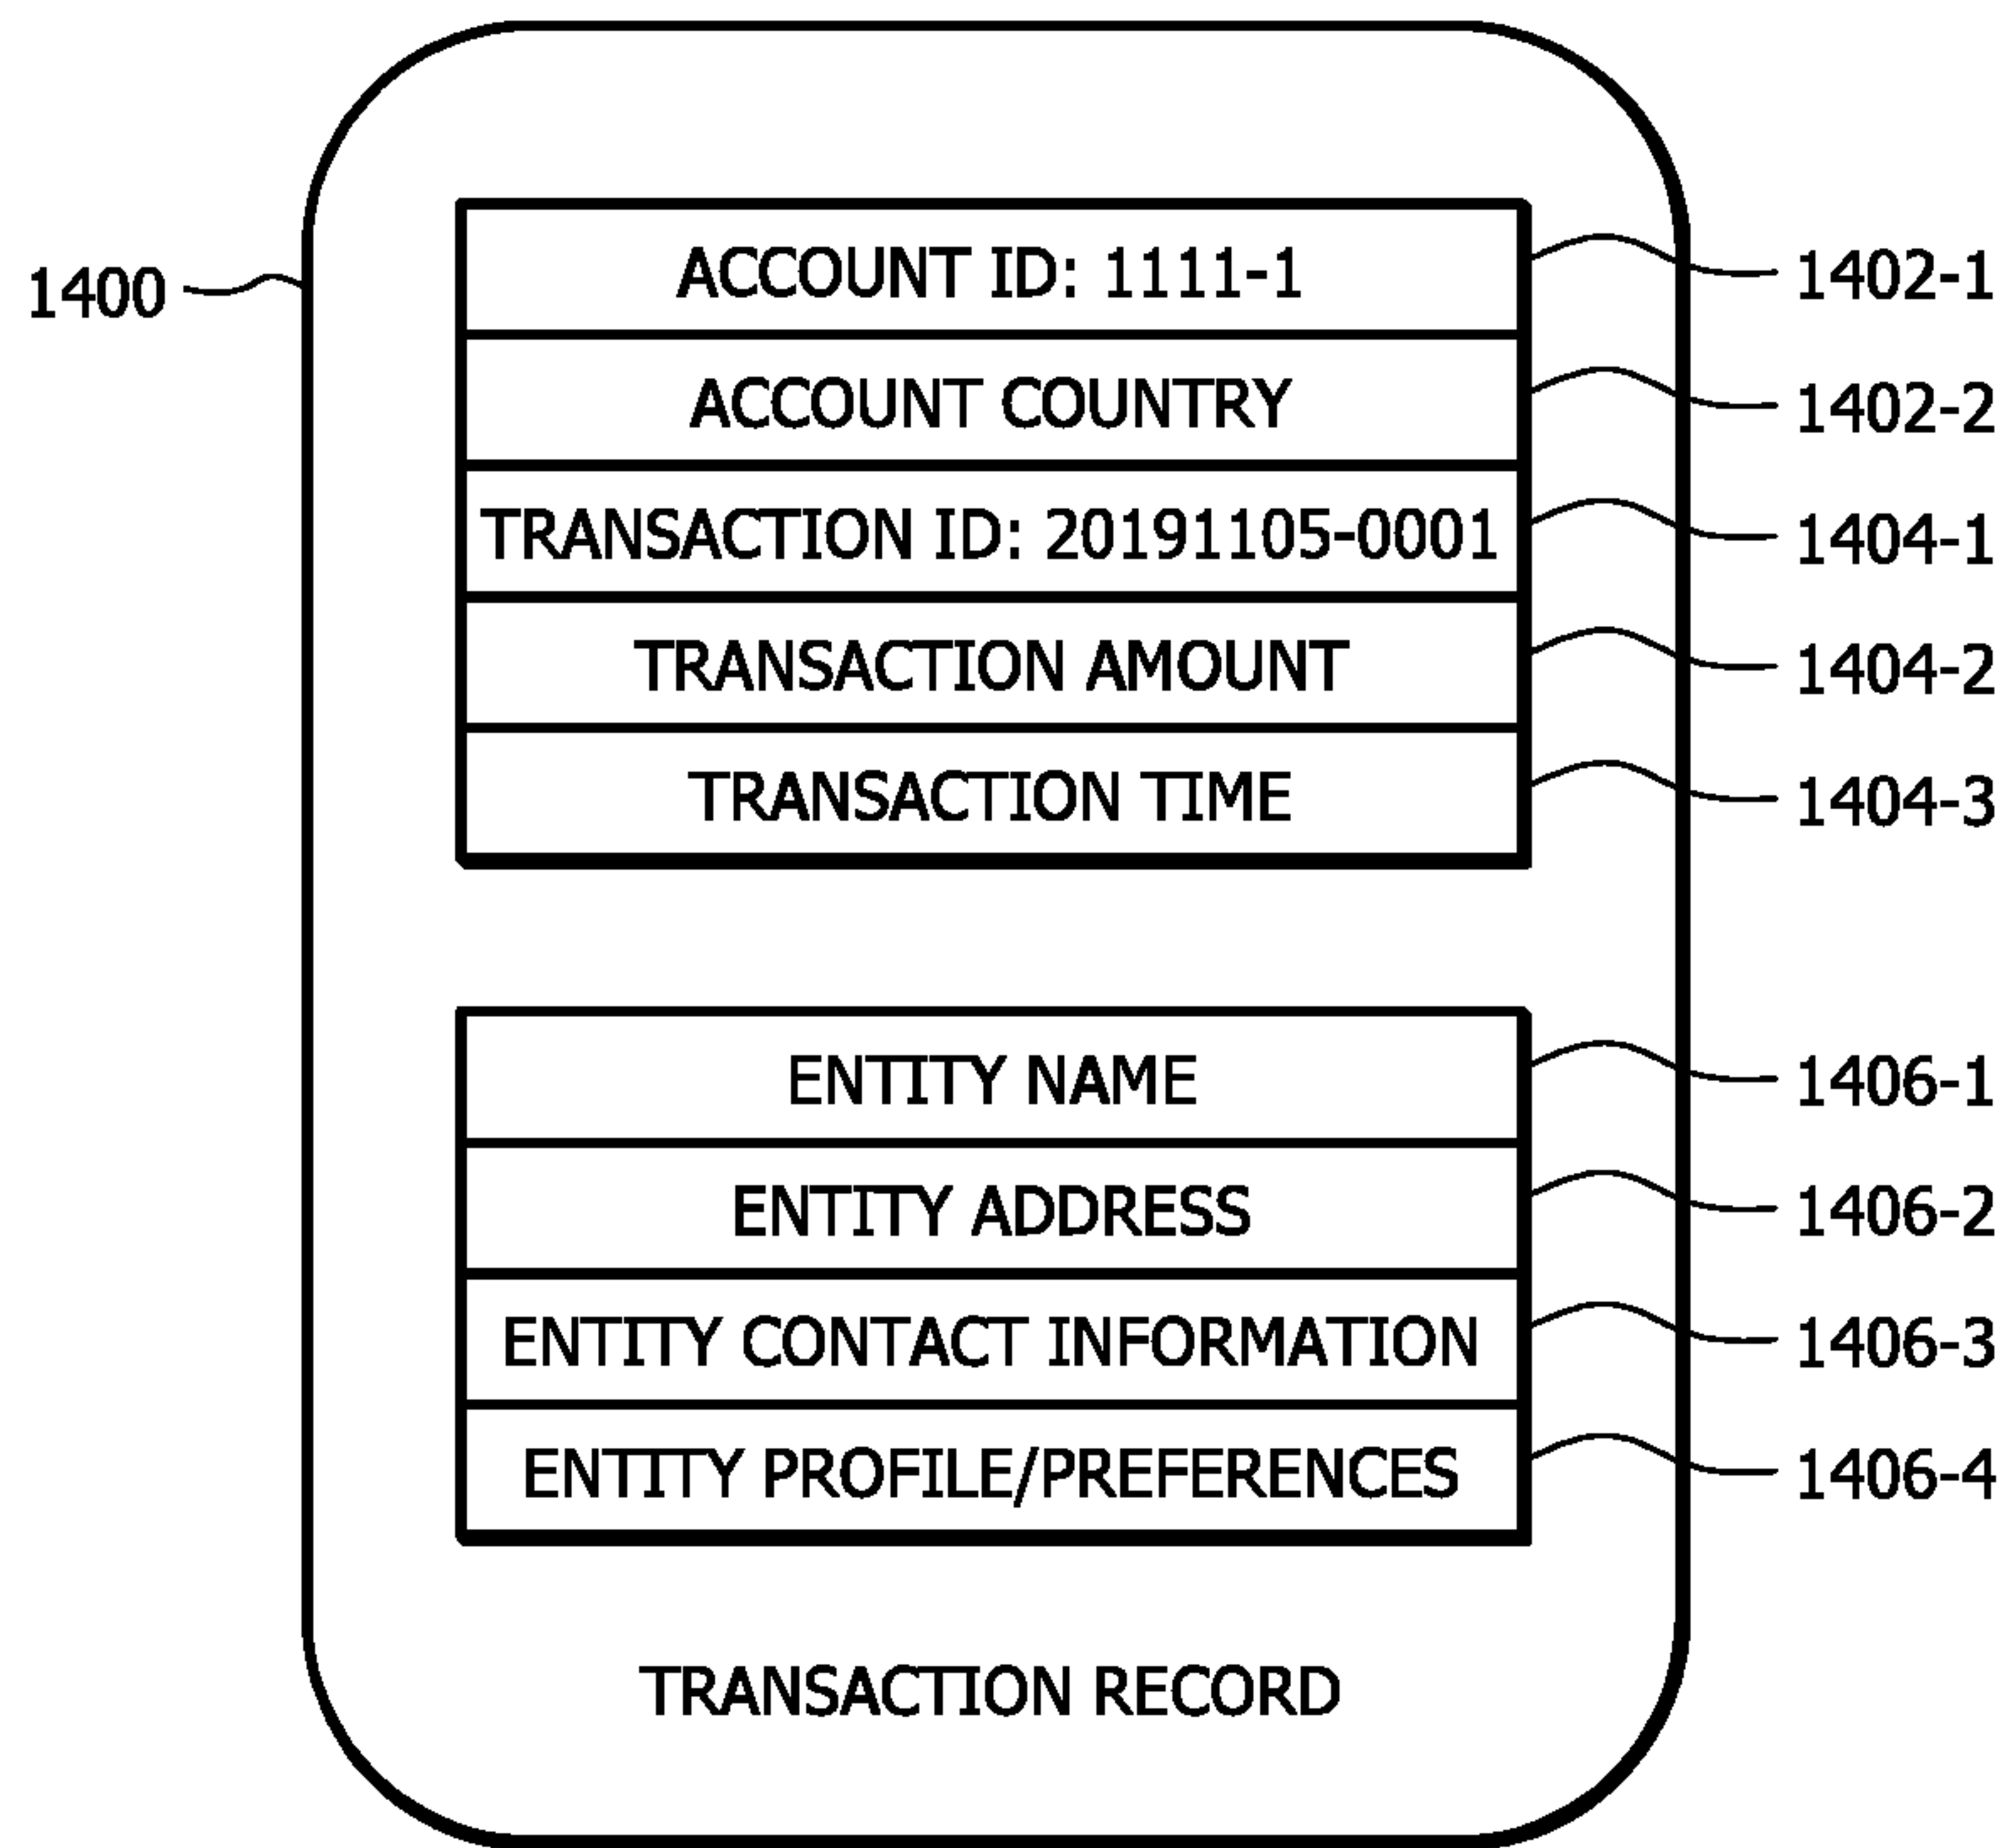 1400
ACCOUNT ID: 1111-1 1402-1
ACCOUNT COUNTRY 1402-2
TRANSACTION ID: 20191105-0001 1404-1
TRANSACTION AMOUNT 1404-2
TRANSACTION TIME 1404-3
ENTITY NAME 1406-1
ENTITY ADDRESS 1406-2
ENTITY CONTACT INFORMATION 1406-3
ENTITY PROFILE/PREFERENCES 1406-4
TRANSACTION RECORD